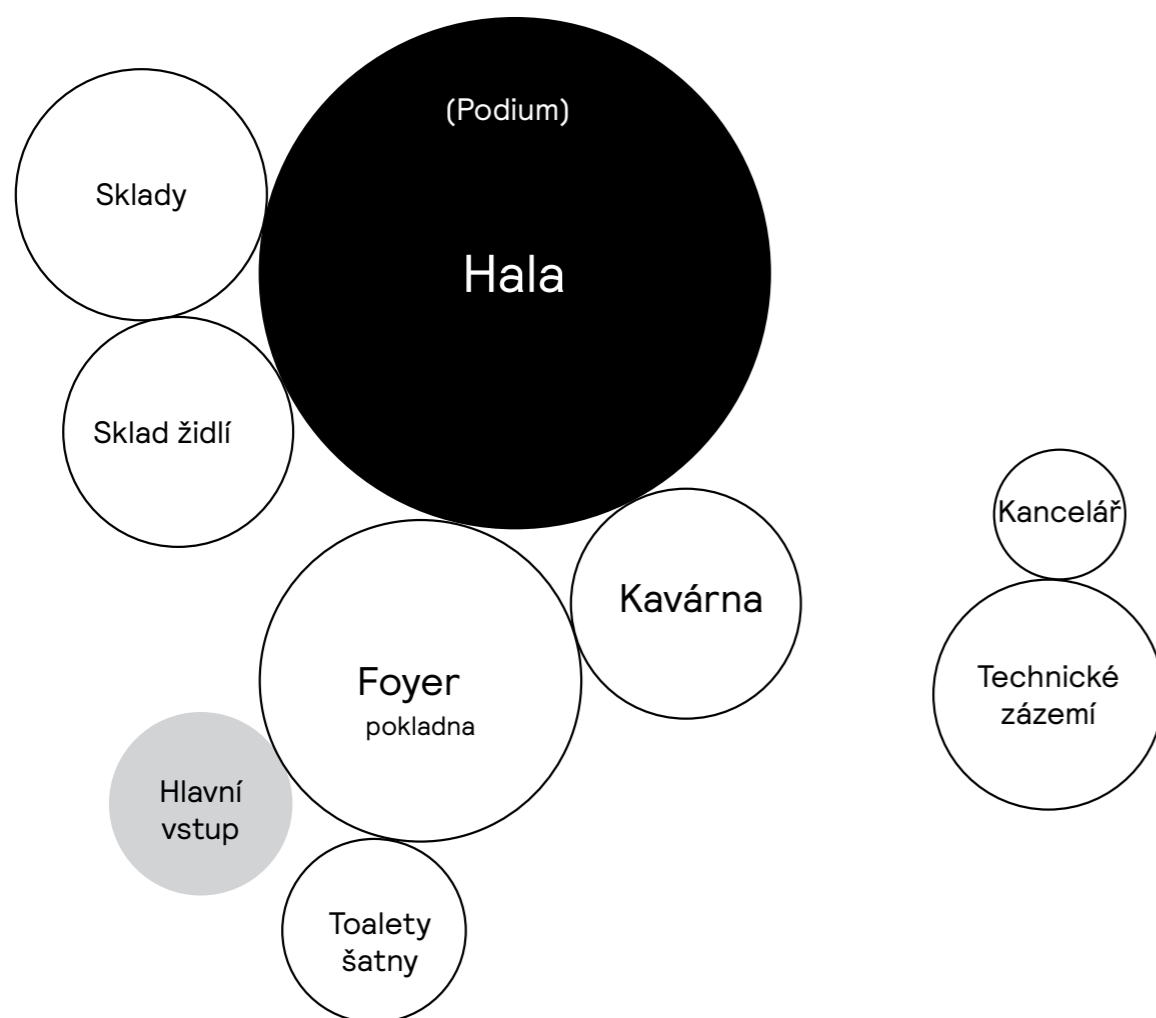 (Podium)
Sklady
Hala
Sklad židlí
Kancelář
Kavárna
Foyer
pokladna
Technické
zázemí
Hlavní
vstup
Toalety
šatny